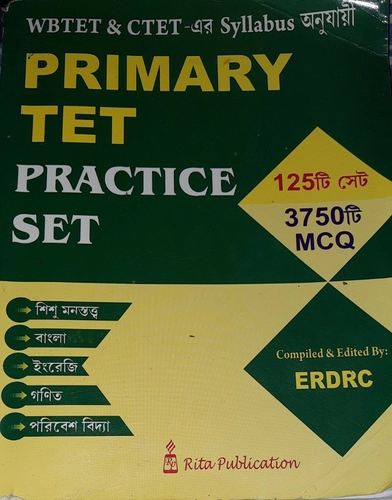 WBTET & CTET -এর Syllabus অনুযায়ী
PRIMARY
TET
PRACTICE
SET
125টি সেট
3750টি
MCQ
শিশু মনস্তত্ত্ব
বাংলা
ইংরেজি
গণিত
পরিবেশ বিদ্যা
Compiled & Edited By:
ERDRC
Rita Publication